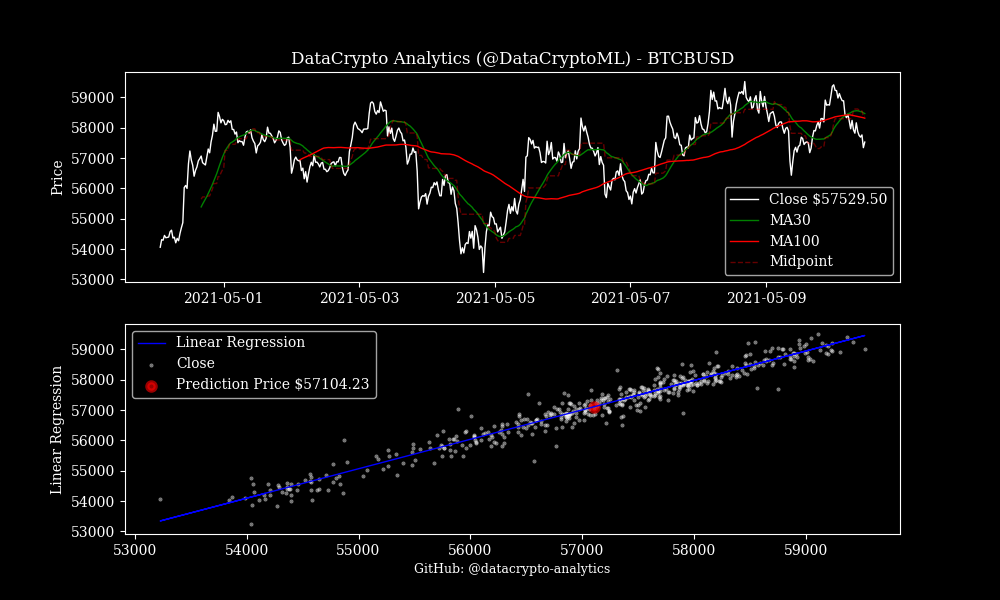 DataCrypto Analytics (@DataCryptoML) - BTCBUSD
Price
59000
58000
57000
56000
55000
54000
53000
Close $57529.50
MA30
MA100
Midpoint
2021-05-01
2021-05-03
2021-05-05
2021-05-07
2021-05-09
Linear Regression
59000
58000
57000
56000
55000
54000
53000
Linear Regression
Close
Prediction Price $57104.23
53000
54000
55000
56000
57000
58000
59000
GitHub: @datacrypto-analytics